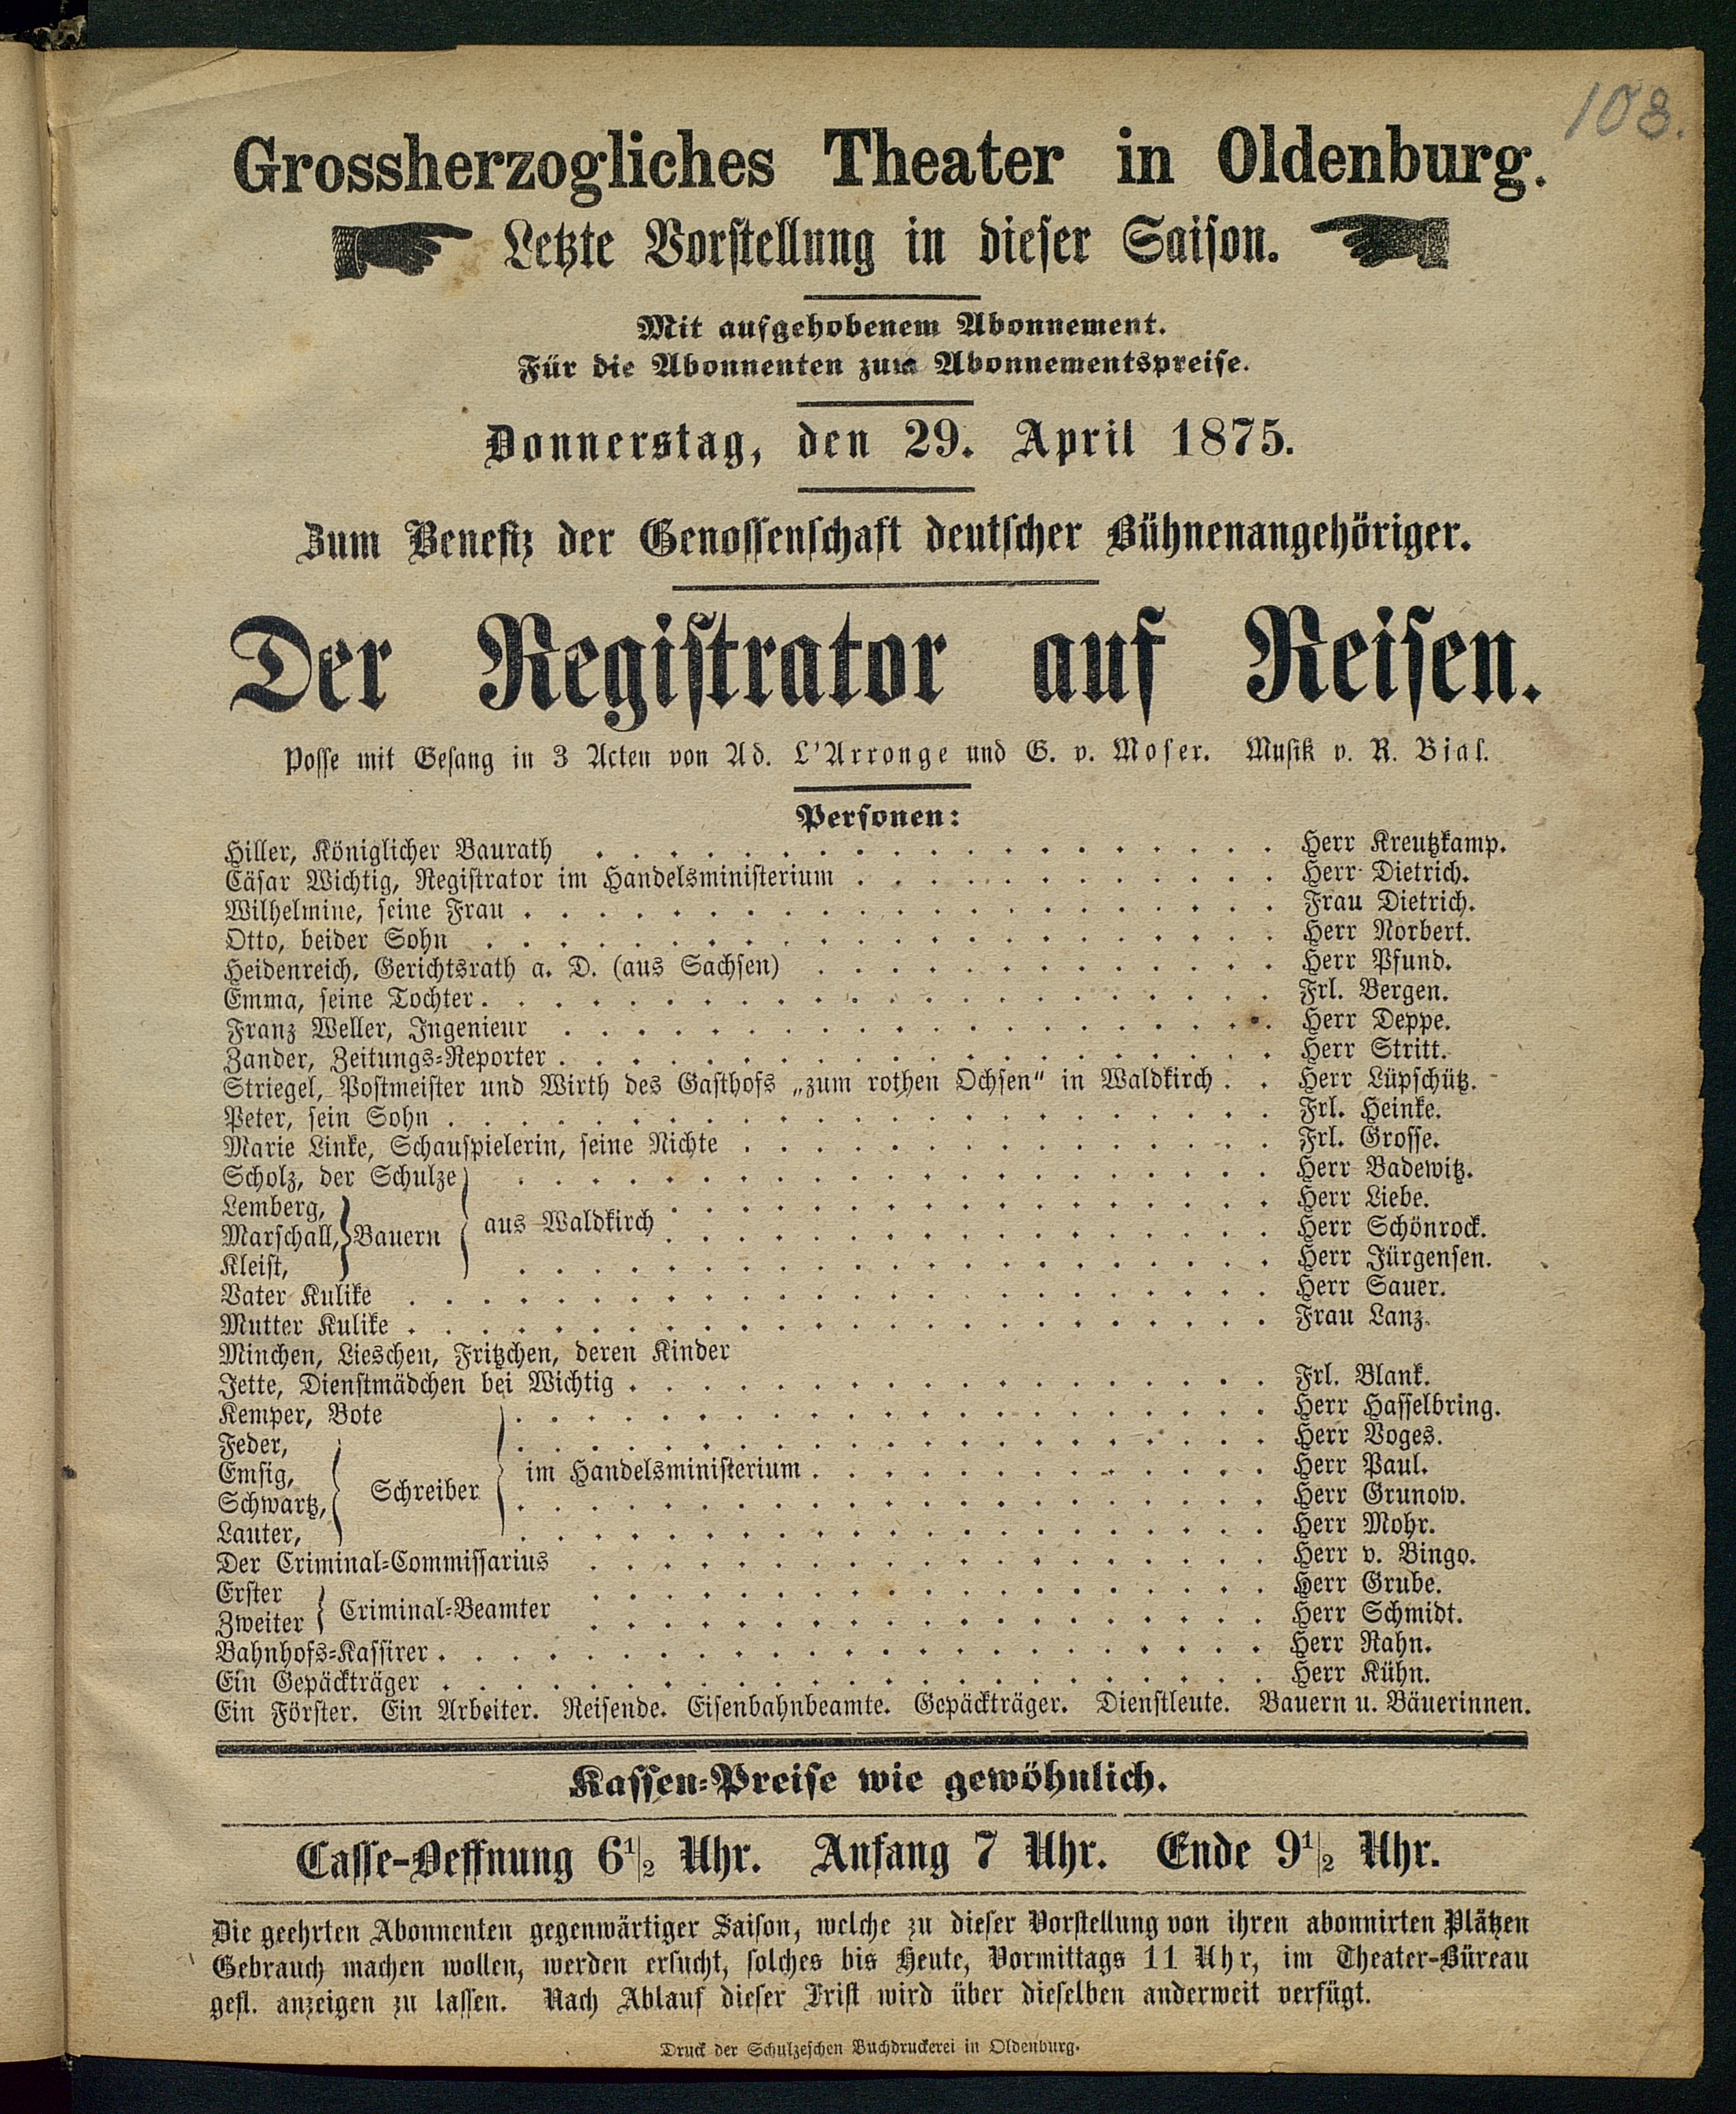 103.
Grossherzogliches Theater in Oldenburg.
Letzte Vorstellung in dieser Saison.
Mit aufgehobenem Abonnement.
Für die Abonnenten zum Abonnementspreise.
Donnerstag, den 29. April 1875.
Zum Benefiz der Genossenschaft deutscher Bühnenangehöriger.
Der Registrator auf Reisen.
Posse mit Gesang in 3 Acten von Ad. L'Arronge und G. v. Moser. Musik v. R. Bial.
Personen:
Hiller, Königlicher Baurath . . . . . Herr Kreutzkamp.
Cäsar Wichtig, Registrator im Handelsministerium . . . . . Herr Dietrich.
Wilhelmine, seine Frau . . . . . Frau Dietrich.
Otto, beider Sohn . . . . . Herr Norbert.
Heidenreich, Gerichtsrath a. D. (aus Sachsen) . . . . . Herr Pfund.
Emma, seine Tochter . . . . . Frl. Bergen.
Franz Weller, Ingenieur . . . . . Herr Deppe.
Zander, Zeitungs-Reporter . . . . . Herr Stritt.
Striegel, Postmeister und Wirth des Gasthofs „zum rothen Ochsen“ in Waldkirch . . Herr Lüpschütz.
Peter, sein Sohn . . . . . Frl. Heinke.
Marie Linke, Schauspielerin, seine Nichte . . . . . Frl. Grosse.
Scholz, der Schulze . . . . . Herr Badewitz.
Lemberg, . . . . . Herr Liebe.
Marschall, Bauern aus Waldkirch . . . . . Herr Schönrock.
Kleist, . . . . . Herr Jürgensen.
Vater Kulike . . . . . Herr Sauer.
Mutter Kulike . . . . . Frau Lanz.
Minchen, Lieschen, Fritzchen, deren Kinder
Jette, Dienstmädchen bei Wichtig . . . . . Frl. Blank.
Kemper, Bote . . . . . Herr Hasselbring.
Feder, . . . . . Herr Voges.
Emsig, im Handelsministerium . . . . . Herr Paul.
Schwartz, Schreiber . . . . . Herr Grunow.
Lauter, . . . . . Herr Mohr.
Der Criminal-Commissarius . . . . . Herr v. Bingo.
Erster . . . . . Herr Grube.
Zweiter Criminal-Beamter . . . . . Herr Schmidt.
Bahnhofs-Kassirer . . . . . Herr Rahn.
Ein Gepäckträger . . . . . Herr Kühn.
Ein Förster. Ein Arbeiter. Reisende. Eisenbahnbeamte. Gepäckträger. Dienstleute. Bauern u. Bäuerinnen.
Kassen-Preise wie gewöhnlich.
Casse-Oeffnung 6½ Uhr. Anfang 7 Uhr. Ende 9½ Uhr.
Die geehrten Abonnenten gegenwärtiger Saison, welche zu dieser Vorstellung von ihren abonnirten Plätzen
Gebrauch machen wollen, werden ersucht, solches bis Heute, Vormittags 11 Uhr, im Theater-Büreau
gefl. anzeigen zu lassen. Nach Ablauf dieser Frist wird über dieselben anderweit verfügt.
Druck der Schulzeschen Buchdruckerei in Oldenburg.